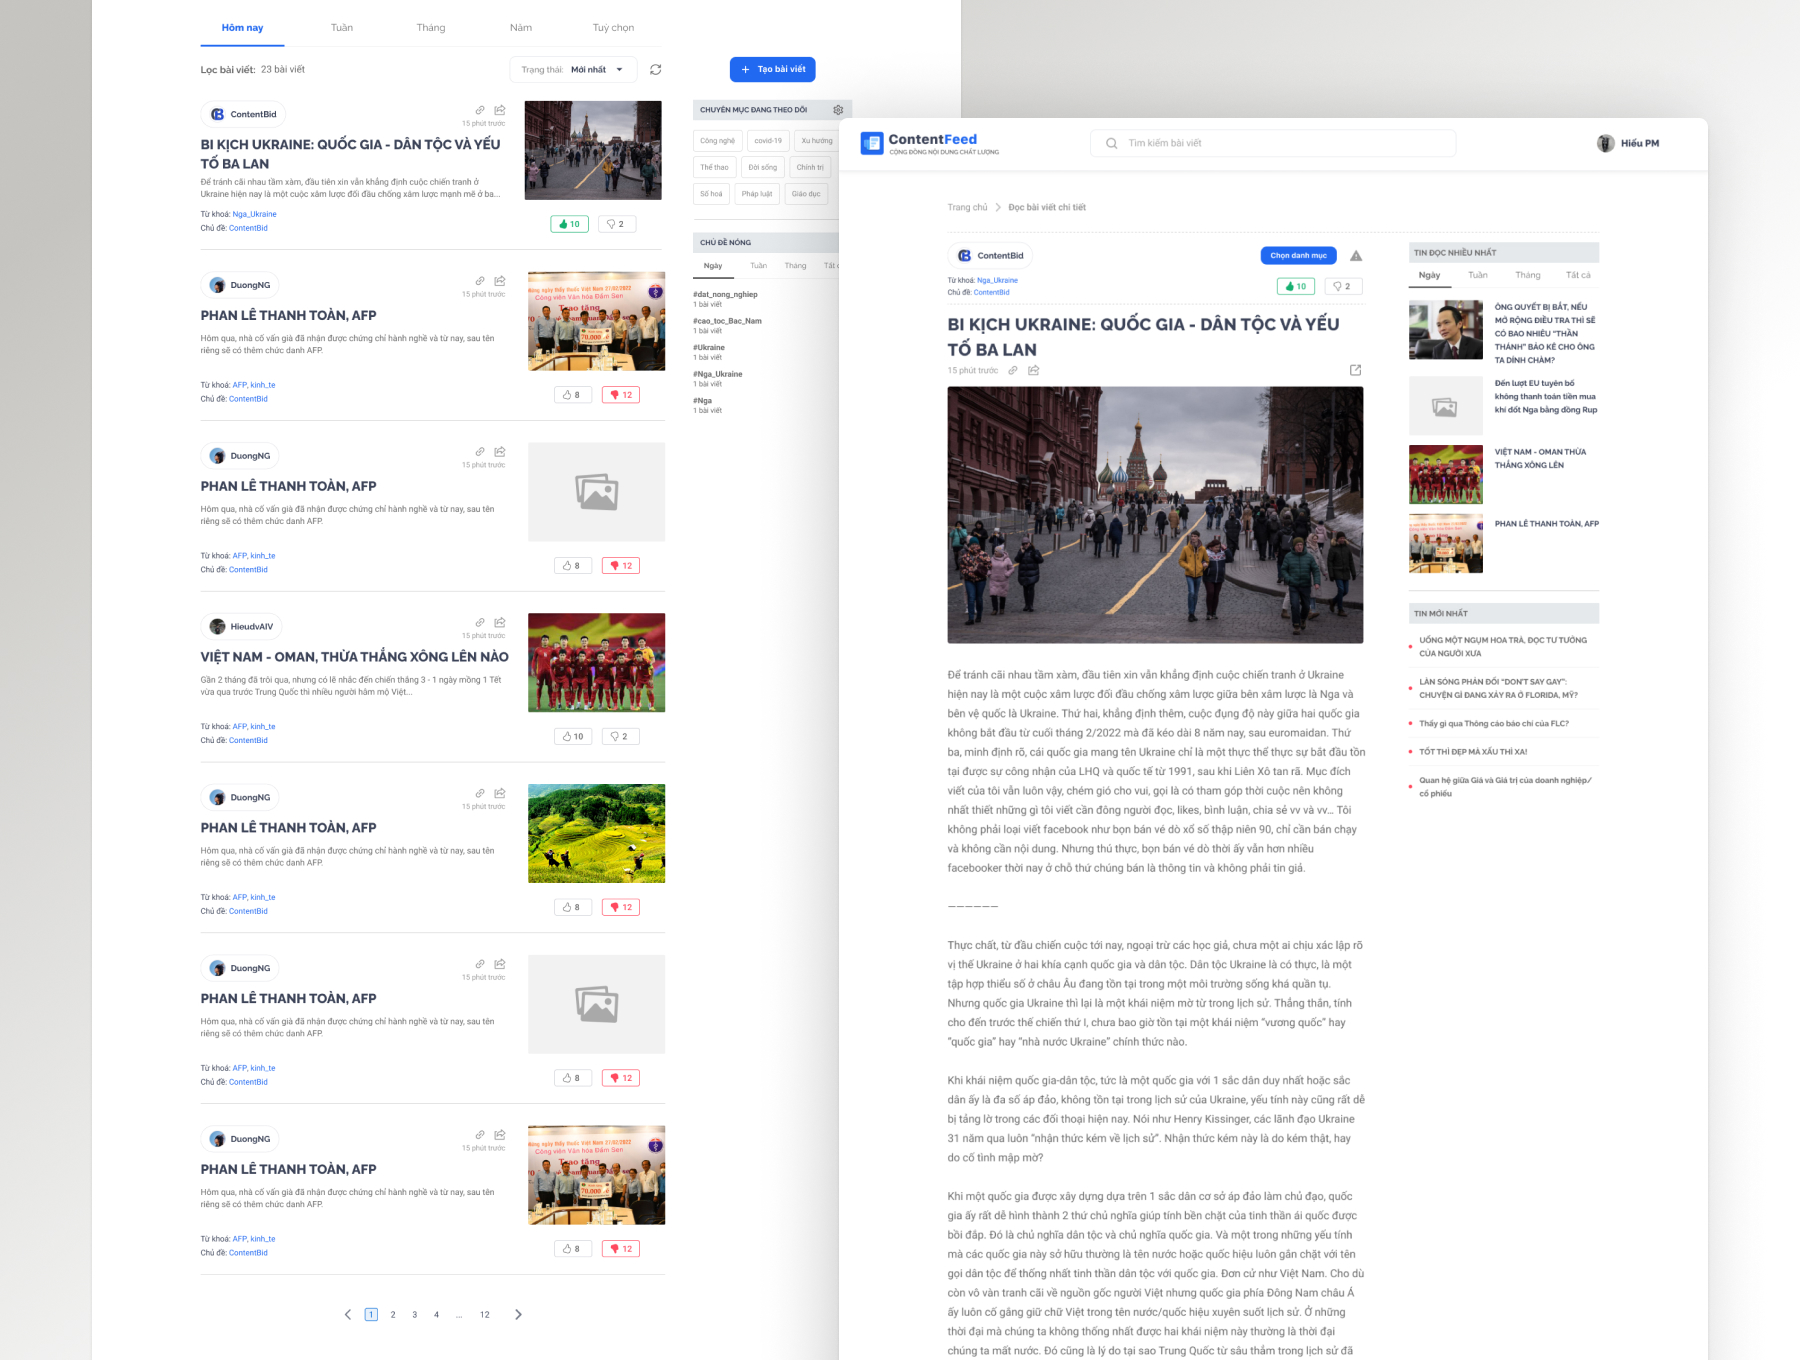 Hôm nay
Tuần
Tháng
Năm
Tuỳ chọn
Lọc bài viết: 23 bài viết
Trạng thái: Mới nhất
Tạo bài viết
ContentBid
15 phút trước
BI KỊCH UKRAINE: QUỐC GIA - DÂN TỘC VÀ YẾU
TỐ BA LAN
Để tránh cãi nhau tầm xàm, đầu tiên xin vẫn khẳng định cuộc chiến tranh ở
Ukraine hiện nay là một cuộc xâm lược đối đầu chống xâm lược mạnh mẽ ở ba...
Từ khoá: Nga_Ukraine
Chủ đề: ContentBid
10
2
DuongNG
15 phút trước
PHAN LÊ THANH TOÀN, AFP
Hôm qua, nhà cố vấn già đã nhận được chứng chỉ hành nghề và từ nay, sau tên
riêng sẽ có thêm chức danh AFP.
Từ khoá: AFP, kinh_te
Chủ đề: ContentBid
8
12
DuongNG
15 phút trước
PHAN LÊ THANH TOÀN, AFP
Hôm qua, nhà cố vấn già đã nhận được chứng chỉ hành nghề và từ nay, sau tên
riêng sẽ có thêm chức danh AFP.
Từ khoá: AFP, kinh_te
Chủ đề: ContentBid
8
12
HieudvAIV
15 phút trước
VIỆT NAM - OMAN, THỪA THẮNG XÔNG LÊN NÀO
Gần 2 tháng đã trôi qua, nhưng có lẽ nhắc đến chiến thắng 3 - 1 ngày mồng 1 Tết
vừa qua trước Trung Quốc thì nhiều người hâm mộ Việt...
Từ khoá: AFP, kinh_te
Chủ đề: ContentBid
10
2
DuongNG
15 phút trước
PHAN LÊ THANH TOÀN, AFP
Hôm qua, nhà cố vấn già đã nhận được chứng chỉ hành nghề và từ nay, sau tên
riêng sẽ có thêm chức danh AFP.
Từ khoá: AFP, kinh_te
Chủ đề: ContentBid
8
12
DuongNG
15 phút trước
PHAN LÊ THANH TOÀN, AFP
Hôm qua, nhà cố vấn già đã nhận được chứng chỉ hành nghề và từ nay, sau tên
riêng sẽ có thêm chức danh AFP.
Từ khoá: AFP, kinh_te
Chủ đề: ContentBid
8
12
DuongNG
15 phút trước
PHAN LÊ THANH TOÀN, AFP
Hôm qua, nhà cố vấn già đã nhận được chứng chỉ hành nghề và từ nay, sau tên
riêng sẽ có thêm chức danh AFP.
Từ khoá: AFP, kinh_te
Chủ đề: ContentBid
8
12
1 2 3 4 ... 12
CHUYÊN MỤC ĐANG THEO DÕI
Công nghệ
covid-19
Xu hướng
Thể thao
Đời sống
Chính trị
Số hoá
Pháp luật
Giáo dục
CHỦ ĐỀ NÓNG
Ngày
Tuần
Tháng
Tất
#dat_nong_nghiep
1 bài viết
#cao_toc_Bac_Nam
1 bài viết
#Ukraine
1 bài viết
#Nga_Ukraine
1 bài viết
#Nga
1 bài viết
ContentFeed
CỘNG ĐỒNG NỘI DUNG CHẤT LƯỢNG
Tìm kiếm bài viết
Hiếu PM
Trang chủ > Đọc bài viết chi tiết
ContentBid
Chọn danh mục
Từ khoá: Nga_Ukraine
Chủ đề: ContentBid
10
2
BI KỊCH UKRAINE: QUỐC GIA - DÂN TỘC VÀ YẾU
TỐ BA LAN
15 phút trước
Để tránh cãi nhau tầm xàm, đầu tiên xin vẫn khẳng định cuộc chiến tranh ở Ukraine
hiện nay là một cuộc xâm lược đối đầu chống xâm lược giữa bên xâm lược là Nga và
bên vệ quốc là Ukraine. Thứ hai, khẳng định thêm, cuộc đụng độ này giữa hai quốc gia
không bắt đầu từ cuối tháng 2/2022 mà đã kéo dài 8 năm nay, sau euromaidan. Thứ
ba, minh định rõ, cái quốc gia mang tên Ukraine chỉ là một thực thể thực sự bắt đầu tồn
tại được sự công nhận của LHQ và quốc tế từ 1991, sau khi Liên Xô tan rã. Mục đích
viết của tôi vẫn luôn vậy, chém gió cho vui, gọi là có tham góp thời cuộc nên không
nhất thiết những gì tôi viết cần đông người đọc, likes, bình luận, chia sẻ vv và vv... Tôi
không phải loại viết facebook như bọn bán vé dò xổ số thập niên 90, chỉ cần bán chạy
và không cần nội dung. Nhưng thú thực, bọn bán vé dò thời ấy vẫn hơn nhiều
facebooker thời nay ở chỗ thứ chúng bán là thông tin và không phải tin giả.
——————
Thực chất, từ đầu chiến cuộc tới nay, ngoại trừ các học giả, chưa một ai chịu xác lập rõ
vị thế Ukraine ở hai khía cạnh quốc gia và dân tộc. Dân tộc Ukraine là có thực, là một
tập hợp thiểu số ở châu Âu đang tồn tại trong một môi trường sống khá quần tụ.
Nhưng quốc gia Ukraine thì lại là một khái niệm mờ từ trong lịch sử. Thẳng thắn, tính
cho đến trước thế chiến thứ I, chưa bao giờ tồn tại một khái niệm “vương quốc” hay
“quốc gia” hay “nhà nước Ukraine” chính thức nào.
Khi khái niệm quốc gia-dân tộc, tức là một quốc gia với 1 sắc dân duy nhất hoặc sắc
dân ấy là đa số áp đảo, không tồn tại trong lịch sử của Ukraine, yếu tính này cũng rất dễ
bị tảng lờ trong các đối thoại hiện nay. Nói như Henry Kissinger, các lãnh đạo Ukraine
31 năm qua luôn “nhận thức kém về lịch sử”. Nhận thức kém này là do kém thật, hay
do cố tình mập mờ?
Khi một quốc gia được xây dựng dựa trên 1 sắc dân cơ sở áp đảo làm chủ đạo, quốc
gia ấy rất dễ hình thành 2 thứ chủ nghĩa giúp tính bền chặt của tinh thần ái quốc được
bồi đắp. Đó là chủ nghĩa dân tộc và chủ nghĩa quốc gia. Và một trong những yếu tính
mà các quốc gia này sở hữu thường là tên nước hoặc quốc hiệu luôn gắn chặt với tên
gọi dân tộc để thống nhất tinh thần dân tộc với quốc gia. Đơn cử như Việt Nam. Cho dù
còn vô vàn tranh cãi về nguồn gốc người Việt nhưng quốc gia phía Đông Nam châu Á
ấy luôn cố gắng giữ chữ Việt trong tên nước/quốc hiệu xuyên suốt lịch sử. Ở những
thời đại mà chúng ta không thống nhất được hai khái niệm này thường là thời đại
chúng ta mất nước. Đó cũng là lý do tại sao Trung Quốc từ sâu thẳm trong lịch sử đã
TIN ĐỌC NHIỀU NHẤT
Ngày
Tuần
Tháng
Tất cả
ÔNG QUYẾT BỊ BẮT, NẾU
MỞ RỘNG ĐIỀU TRA THÌ SẼ
CÓ BAO NHIÊU “THẦN
THÁNH” BẢO KÊ CHO ÔNG
TA DÍNH CHÀM?
Đến lượt EU tuyên bố
không thanh toán tiền mua
khí đốt Nga bằng đồng Rup
VIỆT NAM - OMAN THỪA
THẮNG XÔNG LÊN
PHAN LÊ THANH TOÀN, AFP
TIN MỚI NHẤT
UỐNG MỘT NGỤM HOA TRÀ, ĐỌC TƯ TƯỞNG
CỦA NGƯỜI XƯA
LÀN SÓNG PHẢN ĐỐI “DON’T SAY GAY”:
CHUYỆN GÌ ĐANG XẢY RA Ở FLORIDA, MỸ?
Thấy gì qua Thông cáo báo chí của FLC?
TỐT THÌ ĐẸP MÀ XẤU THÌ XA!
Quan hệ giữa Giá và Giá trị của doanh nghiệp/
cổ phiếu